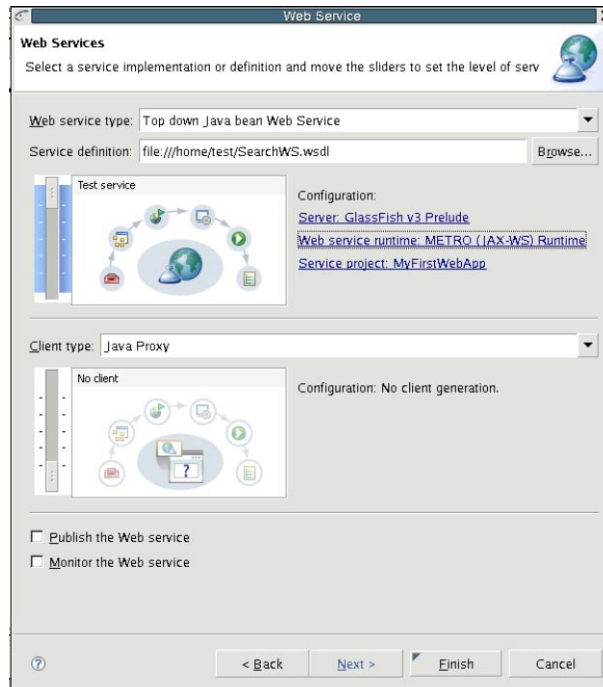 Web Service
Web Services
Select a service implementation or definition and move the sliders to set the level of serv
Web service type: Top down Java bean Web Service
Service definition: file:///home/test/SearchWS.wsdl Browse...
Test service
Configuration:
Server: GlassFish v3 Prelude
Web service runtime: METRO (JAX-WS) Runtime
Service project: MyFirstWebApp
Client type: Java Proxy
No client
Configuration: No client generation.
?
Publish the Web service
Monitor the Web service
? < Back Next > Finish Cancel